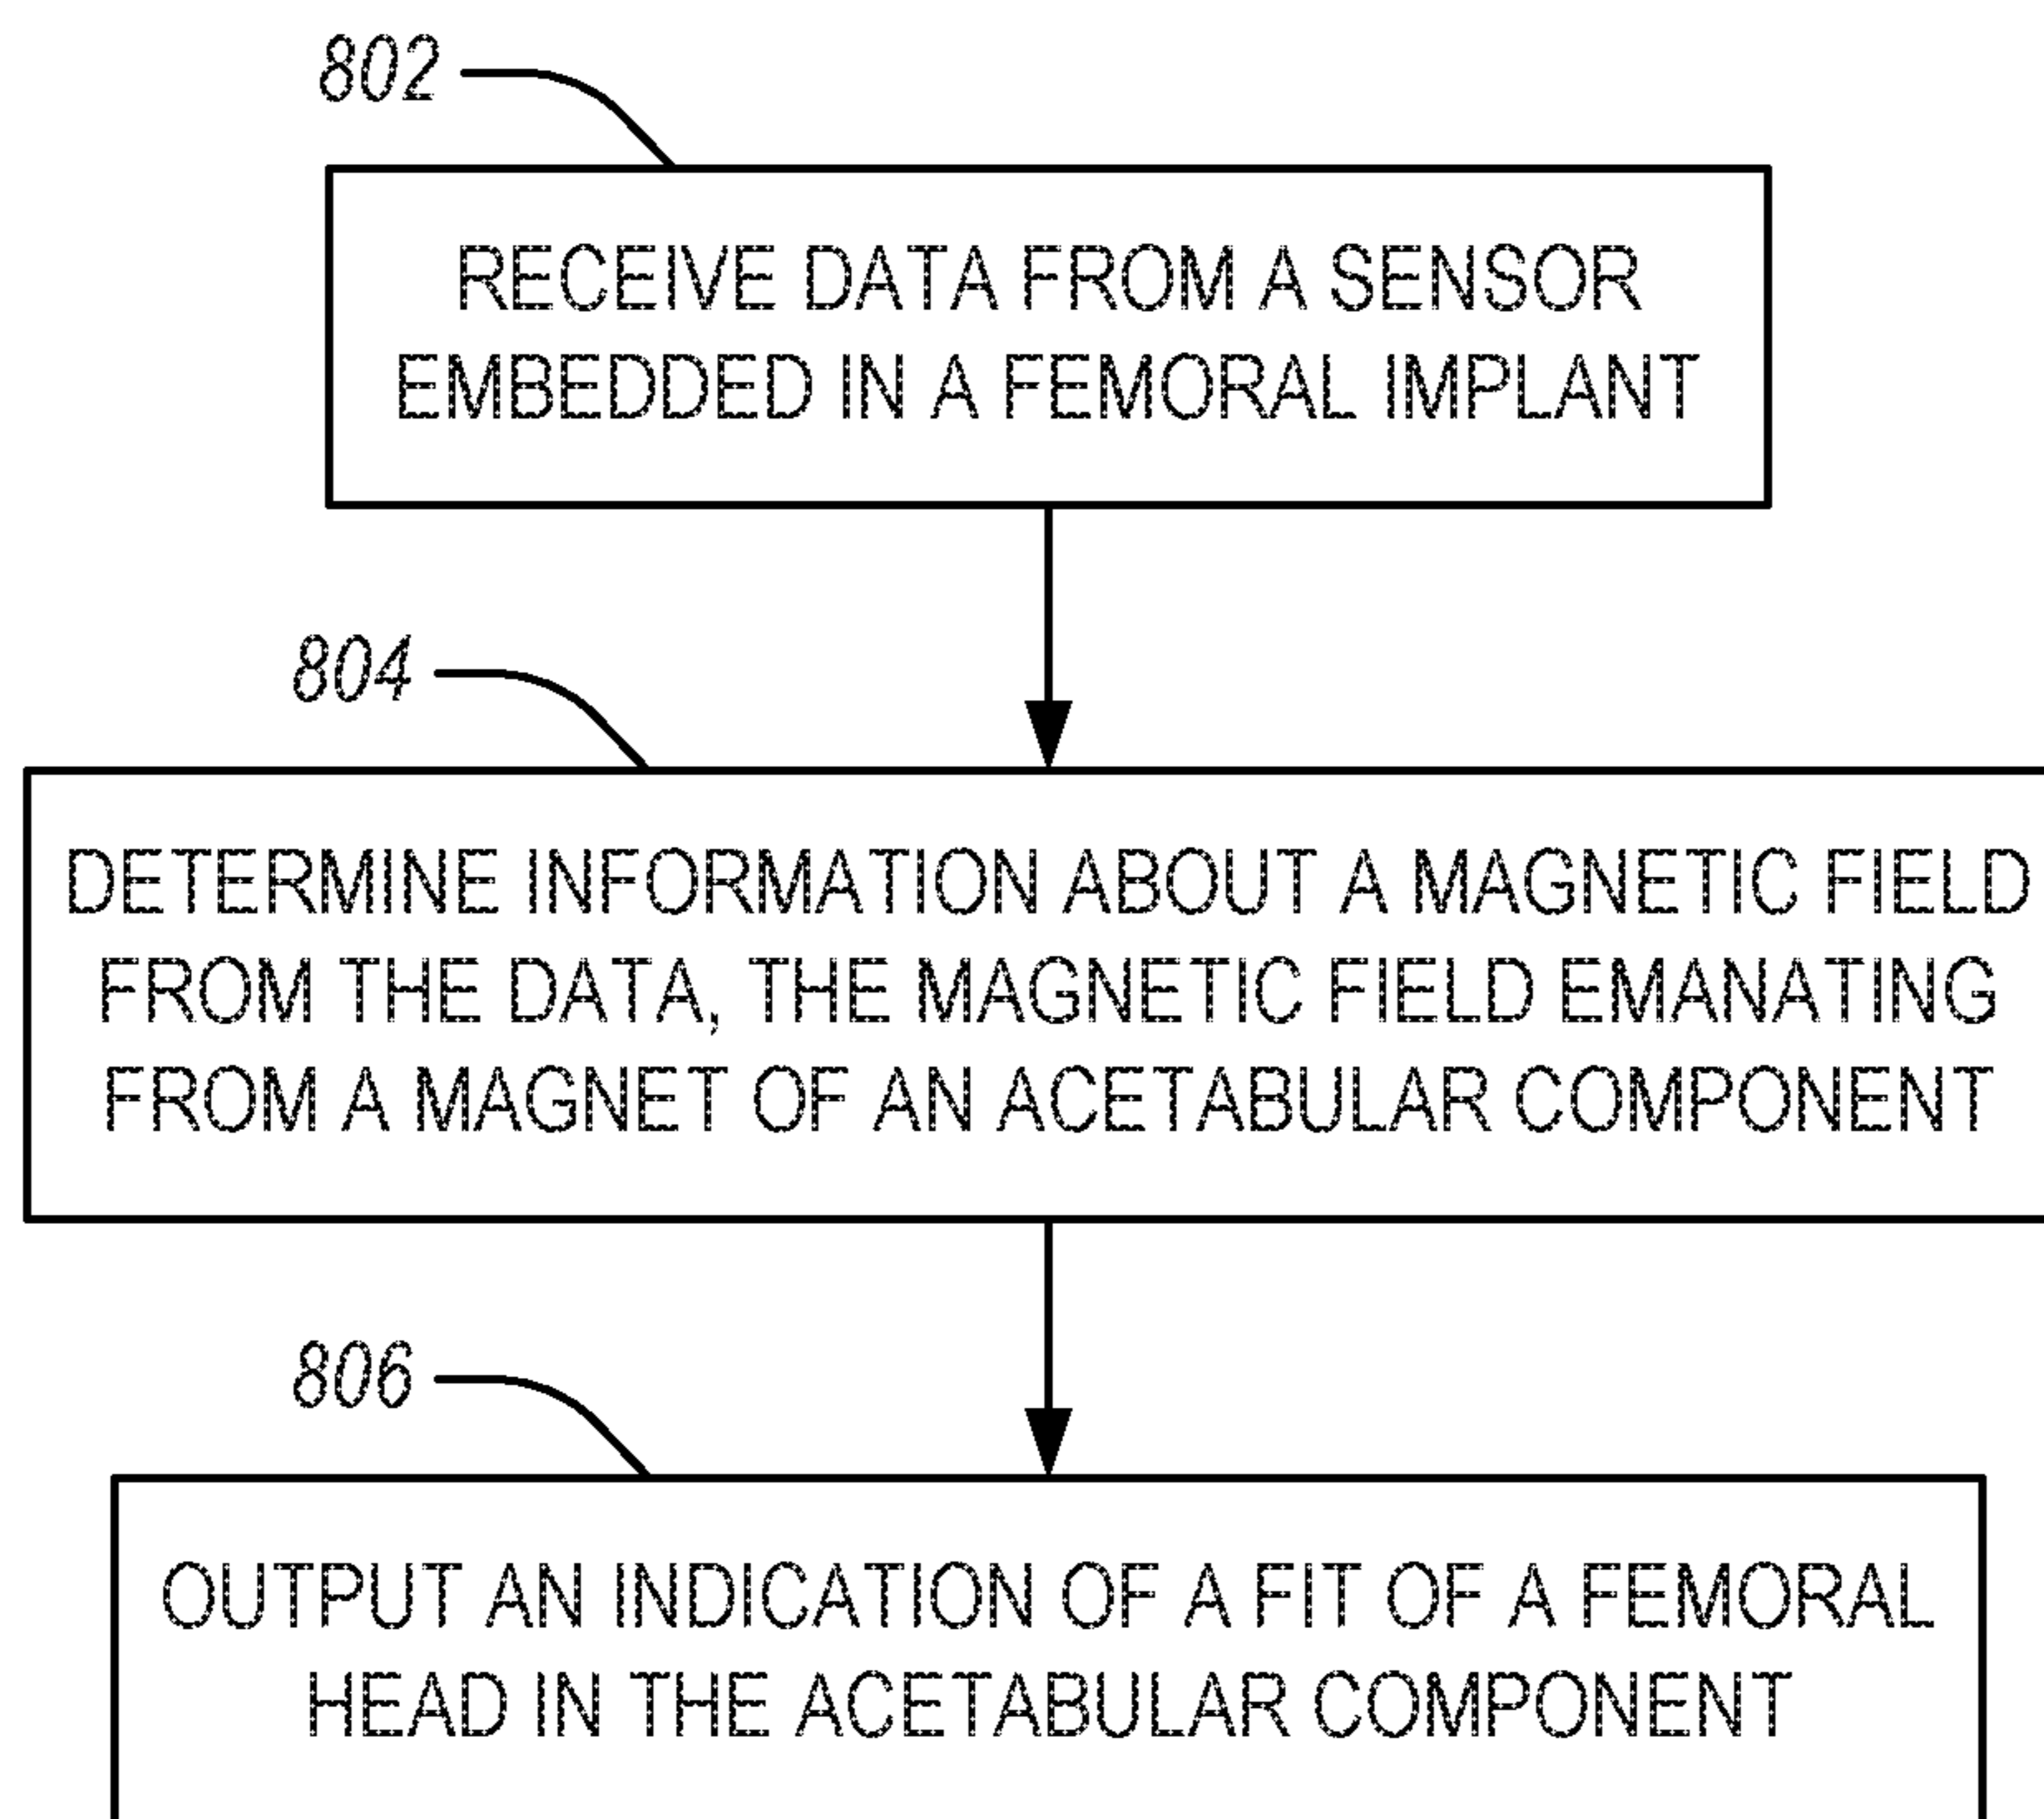 802
RECEIVE DATA FROM A SENSOR
EMBEDDED IN A FEMORAL IMPLANT
804
DETERMINE INFORMATION ABOUT A MAGNETIC FIELD
FROM THE DATA, THE MAGNETIC FIELD EMANATING
FROM A MAGNET OF AN ACETABULAR COMPONENT
806
OUTPUT AN INDICATION OF A FIT OF A FEMORAL
HEAD IN THE ACETABULAR COMPONENT